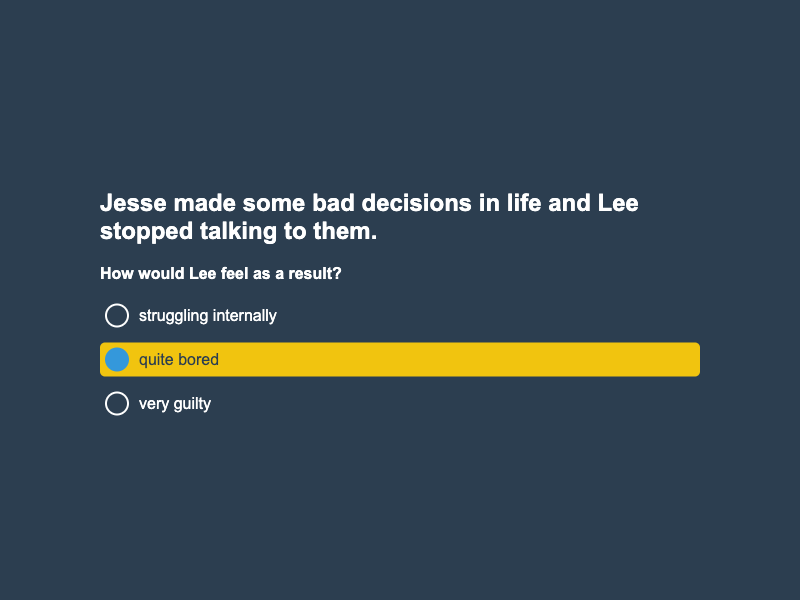 Jesse made some bad decisions in life and Lee
stopped talking to them.
How would Lee feel as a result?
struggling internally
quite bored
very guilty